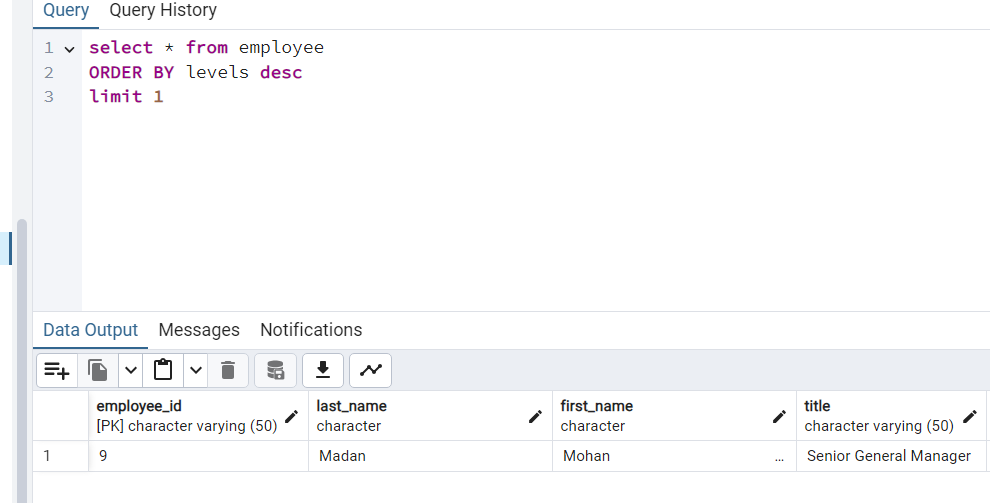 Query Query History
1 select * from employee
2 ORDER BY levels desc
3 limit 1
Data Output Messages Notifications
employee_id last_name first_name title
[PK] character varying (50) character character character varying (50)
1 9 Madan Mohan ... Senior General Manager